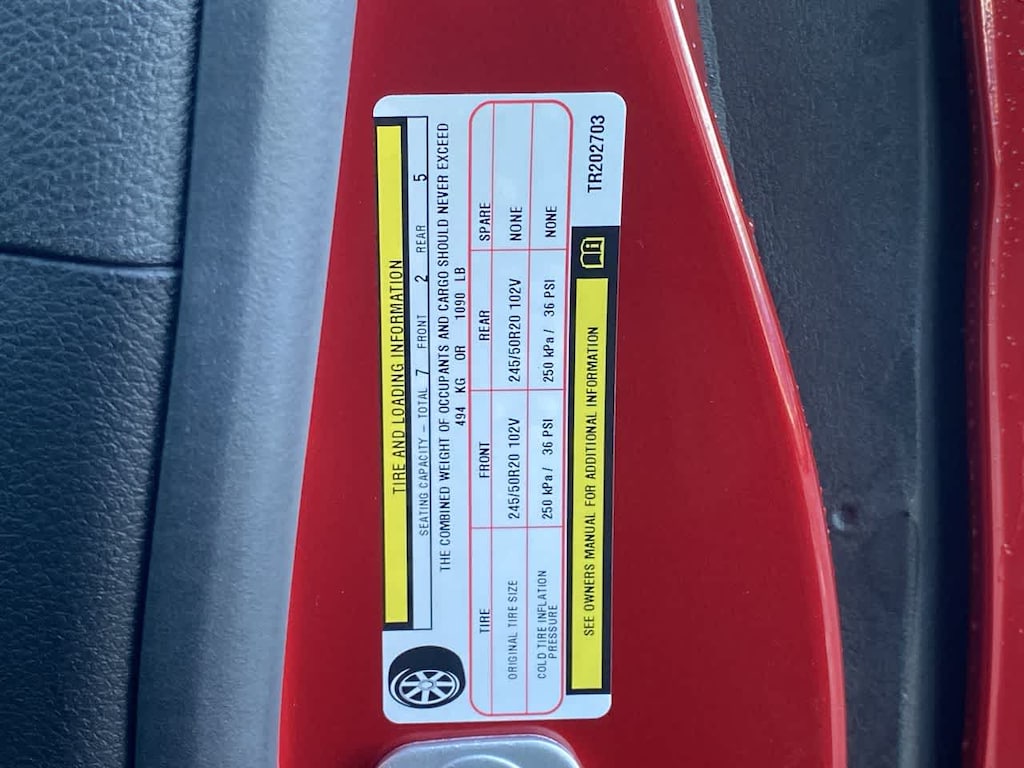 TIRE AND LOADING INFORMATION
SEATING CAPACITY – TOTAL 7 FRONT 2 REAR 5
THE COMBINED WEIGHT OF OCCUPANTS AND CARGO SHOULD NEVER EXCEED
494 KG OR 1090 LB
TIRE FRONT REAR SPARE
ORIGINAL TIRE SIZE 245/50R20 102V 245/50R20 102V NONE
COLD TIRE INFLATION PRESSURE 250 kPa / 36 PSI 250 kPa / 36 PSI NONE
SEE OWNERS MANUAL FOR ADDITIONAL INFORMATION
TR202703